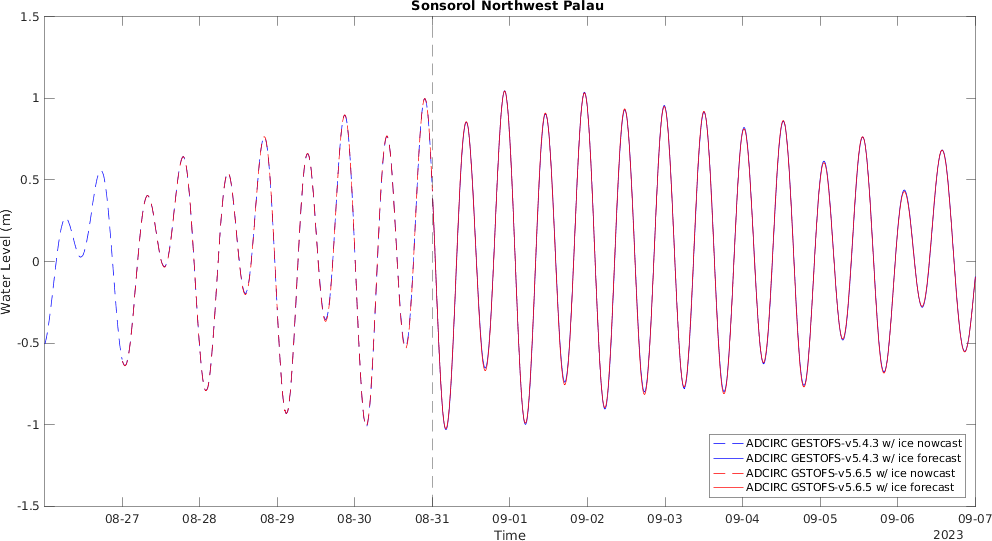 Sonsorol Northwest Palau
1.5
1
0.5
0
-0.5
-1
-1.5
Water Level (m)
ADCIRC GESTOFS-v5.4.3 w/ ice nowcast
ADCIRC GESTOFS-v5.4.3 w/ ice forecast
ADCIRC GSTOFS-v5.6.5 w/ ice nowcast
ADCIRC GSTOFS-v5.6.5 w/ ice forecast
08-27 08-28 08-29 08-30 08-31 09-01 09-02 09-03 09-04 09-05 09-06 09-07
Time
2023